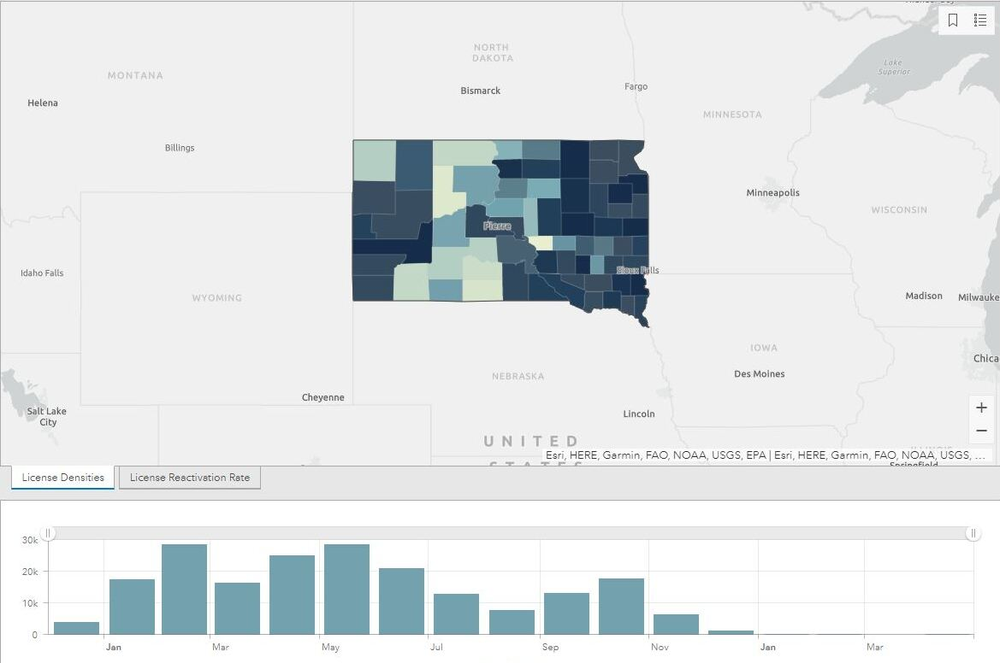 NORTH
DAKOTA
MONTANA
Lake
Superior
Bismarck
Fargo
Helena
MINNESOTA
Billings
Minneapolis
WISCONSIN
Pierre
Idaho Falls
Sioux Falls
WYOMING
Madison
Milwauke
IOWA
Chica
NEBRASKA
Des Moines
Cheyenne
Salt Lake
City
Lincoln
UNITED
STATES
Esri, HERE, Garmin, FAO, NOAA, USGS, EPA | Esri, HERE, Garmin, FAO, NOAA, USGS, ...
Springfield
License Densities
License Reactivation Rate
30k
20k
10k
0
Jan
Mar
May
Jul
Sep
Nov
Jan
Mar